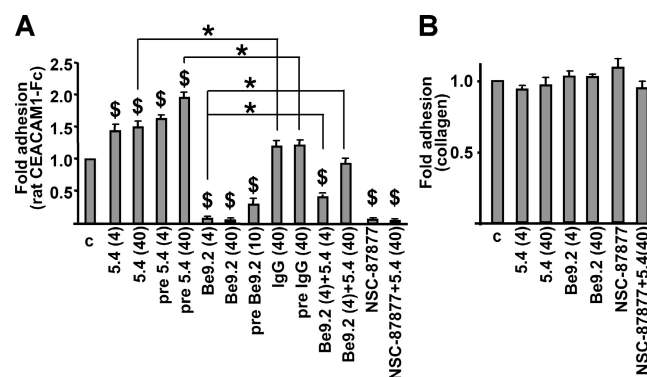 A
B
Fold adhesion
(rat CEACAM1-Fc)
2.5
2.0
1.5
1.0
0.5
* * * *
$ $ $ $ $ $ $ $ $ $
c
5.4 (4)
5.4 (40)
pre 5.4 (4)
pre 5.4 (40)
Be9.2 (4)
Be9.2 (40)
pre Be9.2 (10)
IgG (40)
pre IgG (40)
Be9.2 (4)+5.4 (4)
Be9.2 (4)+5.4 (40)
NSC-87877
NSC-87877+5.4 (40)
Fold adhesion
(collagen)
1.0
0.5
c
5.4 (4)
5.4 (40)
Be9.2 (4)
Be9.2 (40)
NSC-87877
NSC-87877+5.4(40)